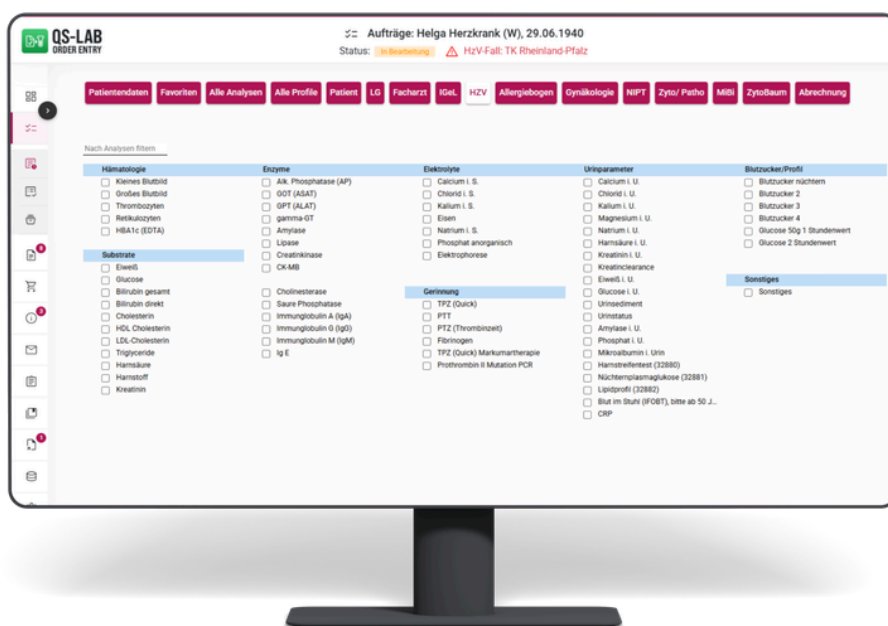 QS-LAB
ORDER ENTRY
Aufträge: Helga Herzkrank (W), 29.06.1940
Status: In Bearbeitung HzV-Fall: TK Rheinland-Pfalz
Patientendaten Favoriten Alle Analysen Alle Profile Patient LG Facharzt IGeL HZV Allergiebogen Gynäkologie NIPT Zyto/ Patho MiBi ZytoBaum Abrechnung
Nach Analysen filtern
Hämatologie
Kleines Blutbild
Großes Blutbild
Thrombozyten
Retikulozyten
HBA1c (EDTA)
Substrate
Eiweiß
Glucose
Bilirubin gesamt
Bilirubin direkt
Cholesterin
HDL Cholesterin
LDL-Cholesterin
Triglyceride
Harnsäure
Harnstoff
Kreatinin
Enzyme
Alk. Phosphatase (AP)
GOT (ASAT)
GPT (ALAT)
gamma-GT
Amylase
Lipase
Creatinkinase
CK-MB
Cholinesterase
Saure Phosphatase
Immunglobulin A (IgA)
Immunglobulin G (IgG)
Immunglobulin M (IgM)
Ig E
Elektrolyte
Calcium i. S.
Chlorid i. S.
Kalium i. S.
Eisen
Natrium i. S.
Phosphat anorganisch
Elektrophorese
Gerinnung
TPZ (Quick)
PTT
PTZ (Thrombinzeit)
Fibrinogen
TPZ (Quick) Markumartherapie
Prothrombin II Mutation PCR
Urinparameter
Calcium i. U.
Chlorid i. U.
Kalium i. U.
Magnesium i. U.
Natrium i. U.
Harnsäure i. U.
Kreatinin i. U.
Kreatinclearance
Eiweiß i. U.
Glucose i. U.
Urinsediment
Urinstatus
Amylase i. U.
Phosphat i. U.
Mikroalbumin i. Urin
Harnstreifentest (32880)
Nüchternplasmaglukose (32881)
Lipidprofil (32882)
Blut im Stuhl (IFOBT), bitte ab 50 J...
CRP
Blutzucker/Profil
Blutzucker nüchtern
Blutzucker 2
Blutzucker 3
Blutzucker 4
Glucose 50g 1 Stundenwert
Glucose 2 Stundenwert
Sonstiges
Sonstiges